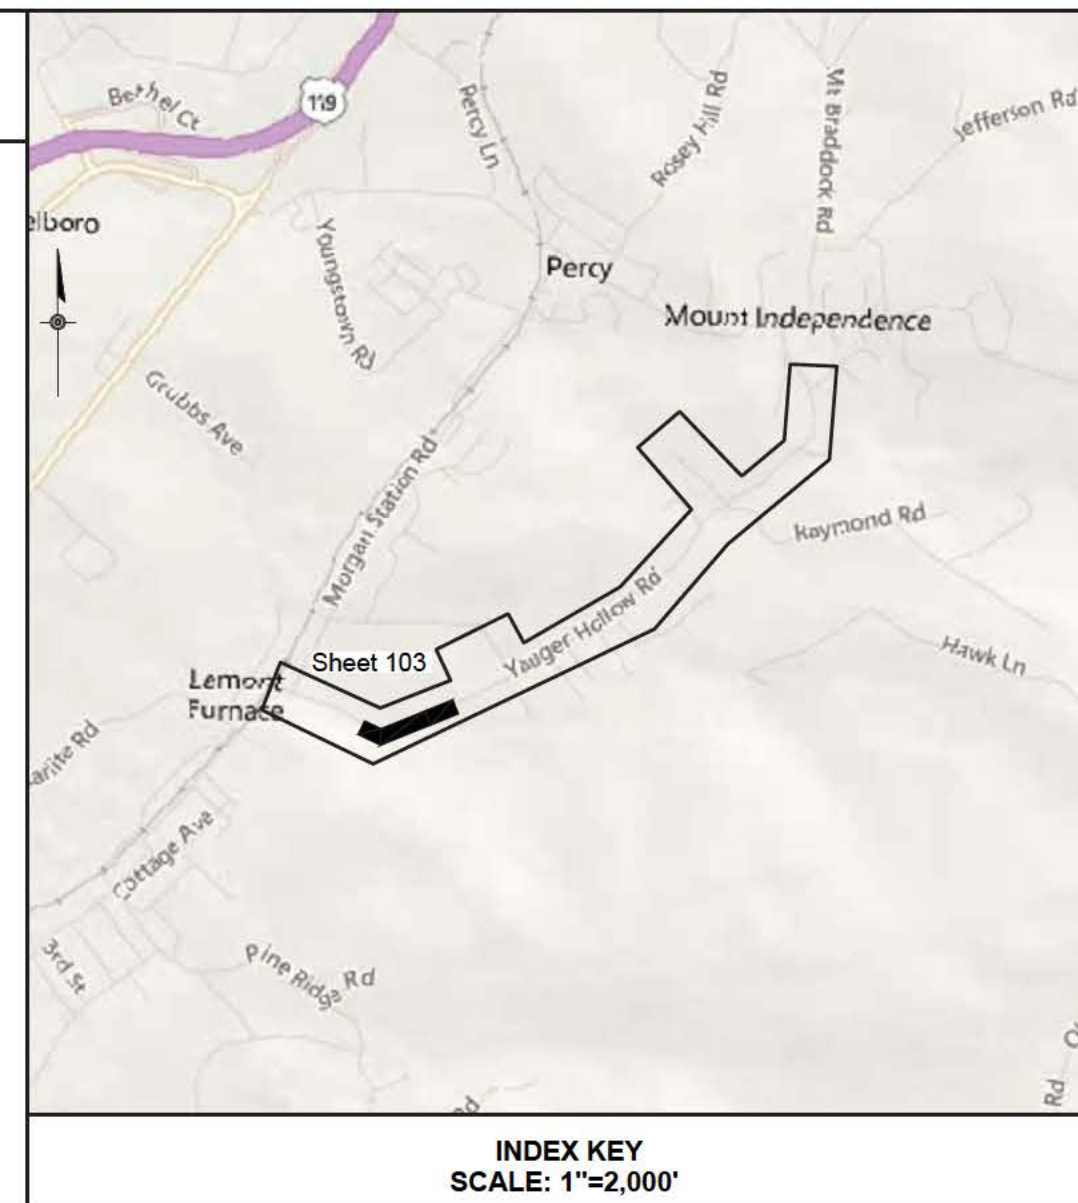 119
Bethel Ct
Percy Ln
Rosey Hill Rd
Mt Braddock Rd
Jefferson Rd
elboro
Youngstown Rd
Percy
Mount Independence
Grubbs Ave
Morgan Station Rd
Raymond Rd
Yauger Hollow Rd
Hawk Ln
Sheet 103
Lemont
Furnace
arite Rd
Cottage Ave
3rd St
Pine Ridge Rd
Rd
INDEX KEY
SCALE: 1"=2,000'